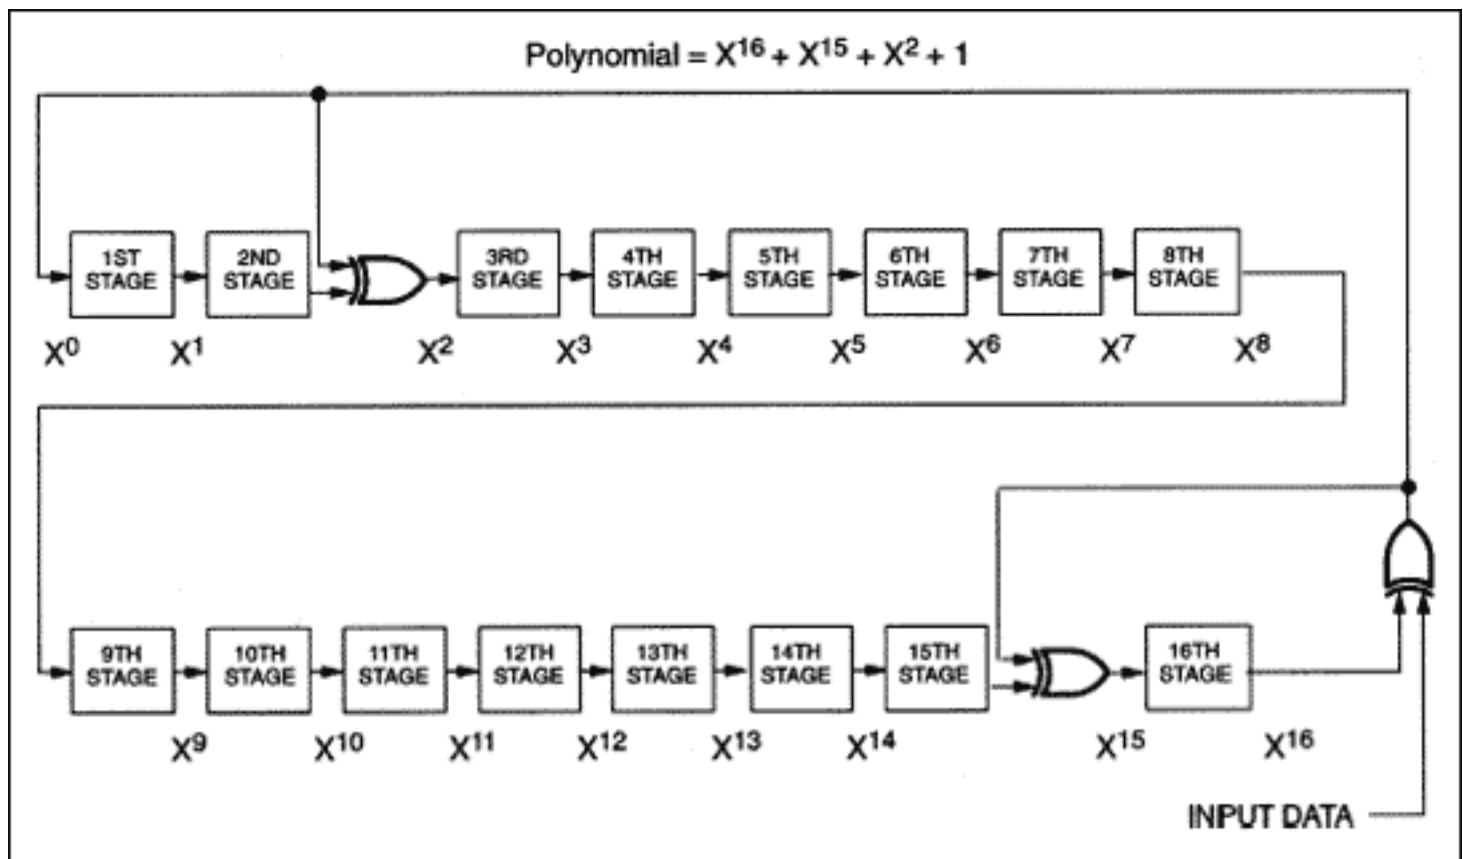 Polynomial = X¹⁶ + X¹⁵ + X² + 1
1ST STAGE
2ND STAGE
3RD STAGE
4TH STAGE
5TH STAGE
6TH STAGE
7TH STAGE
8TH STAGE
X⁰ X¹ X² X³ X⁴ X⁵ X⁶ X⁷ X⁸
9TH STAGE
10TH STAGE
11TH STAGE
12TH STAGE
13TH STAGE
14TH STAGE
15TH STAGE
16TH STAGE
X⁹ X¹⁰ X¹¹ X¹² X¹³ X¹⁴ X¹⁵ X¹⁶
INPUT DATA